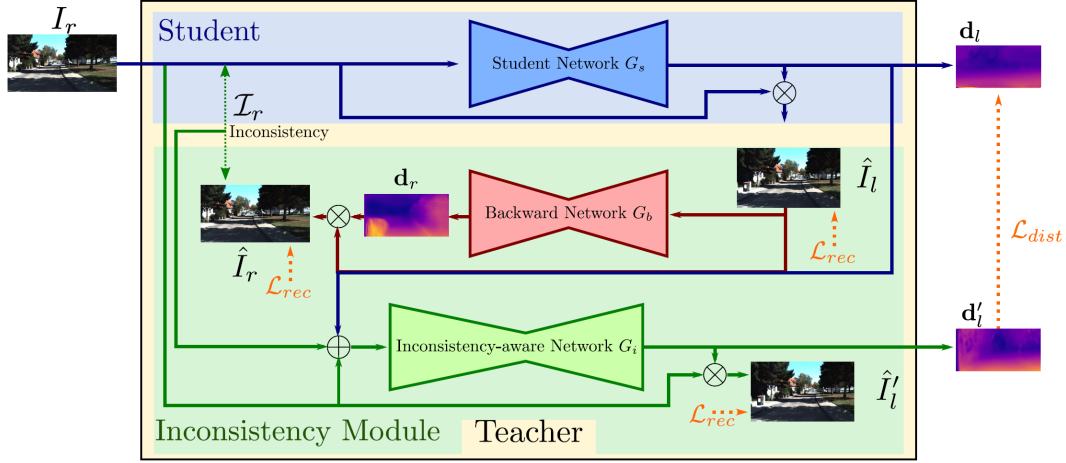 I_r
Student
Student Network G_s
d_l
𝓘_r
Inconsistency
d_r
Backward Network G_b
Î_l
Î_r
ℒ_rec
ℒ_rec
ℒ_dist
d′_l
Inconsistency-aware Network G_i
Î′_l
ℒ_rec
Inconsistency Module
Teacher